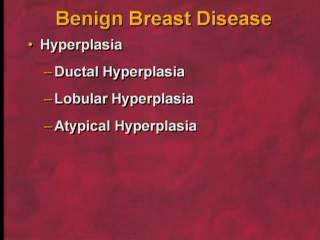 Benign Breast Disease
• Hyperplasia
– Ductal Hyperplasia
– Lobular Hyperplasia
– Atypical Hyperplasia